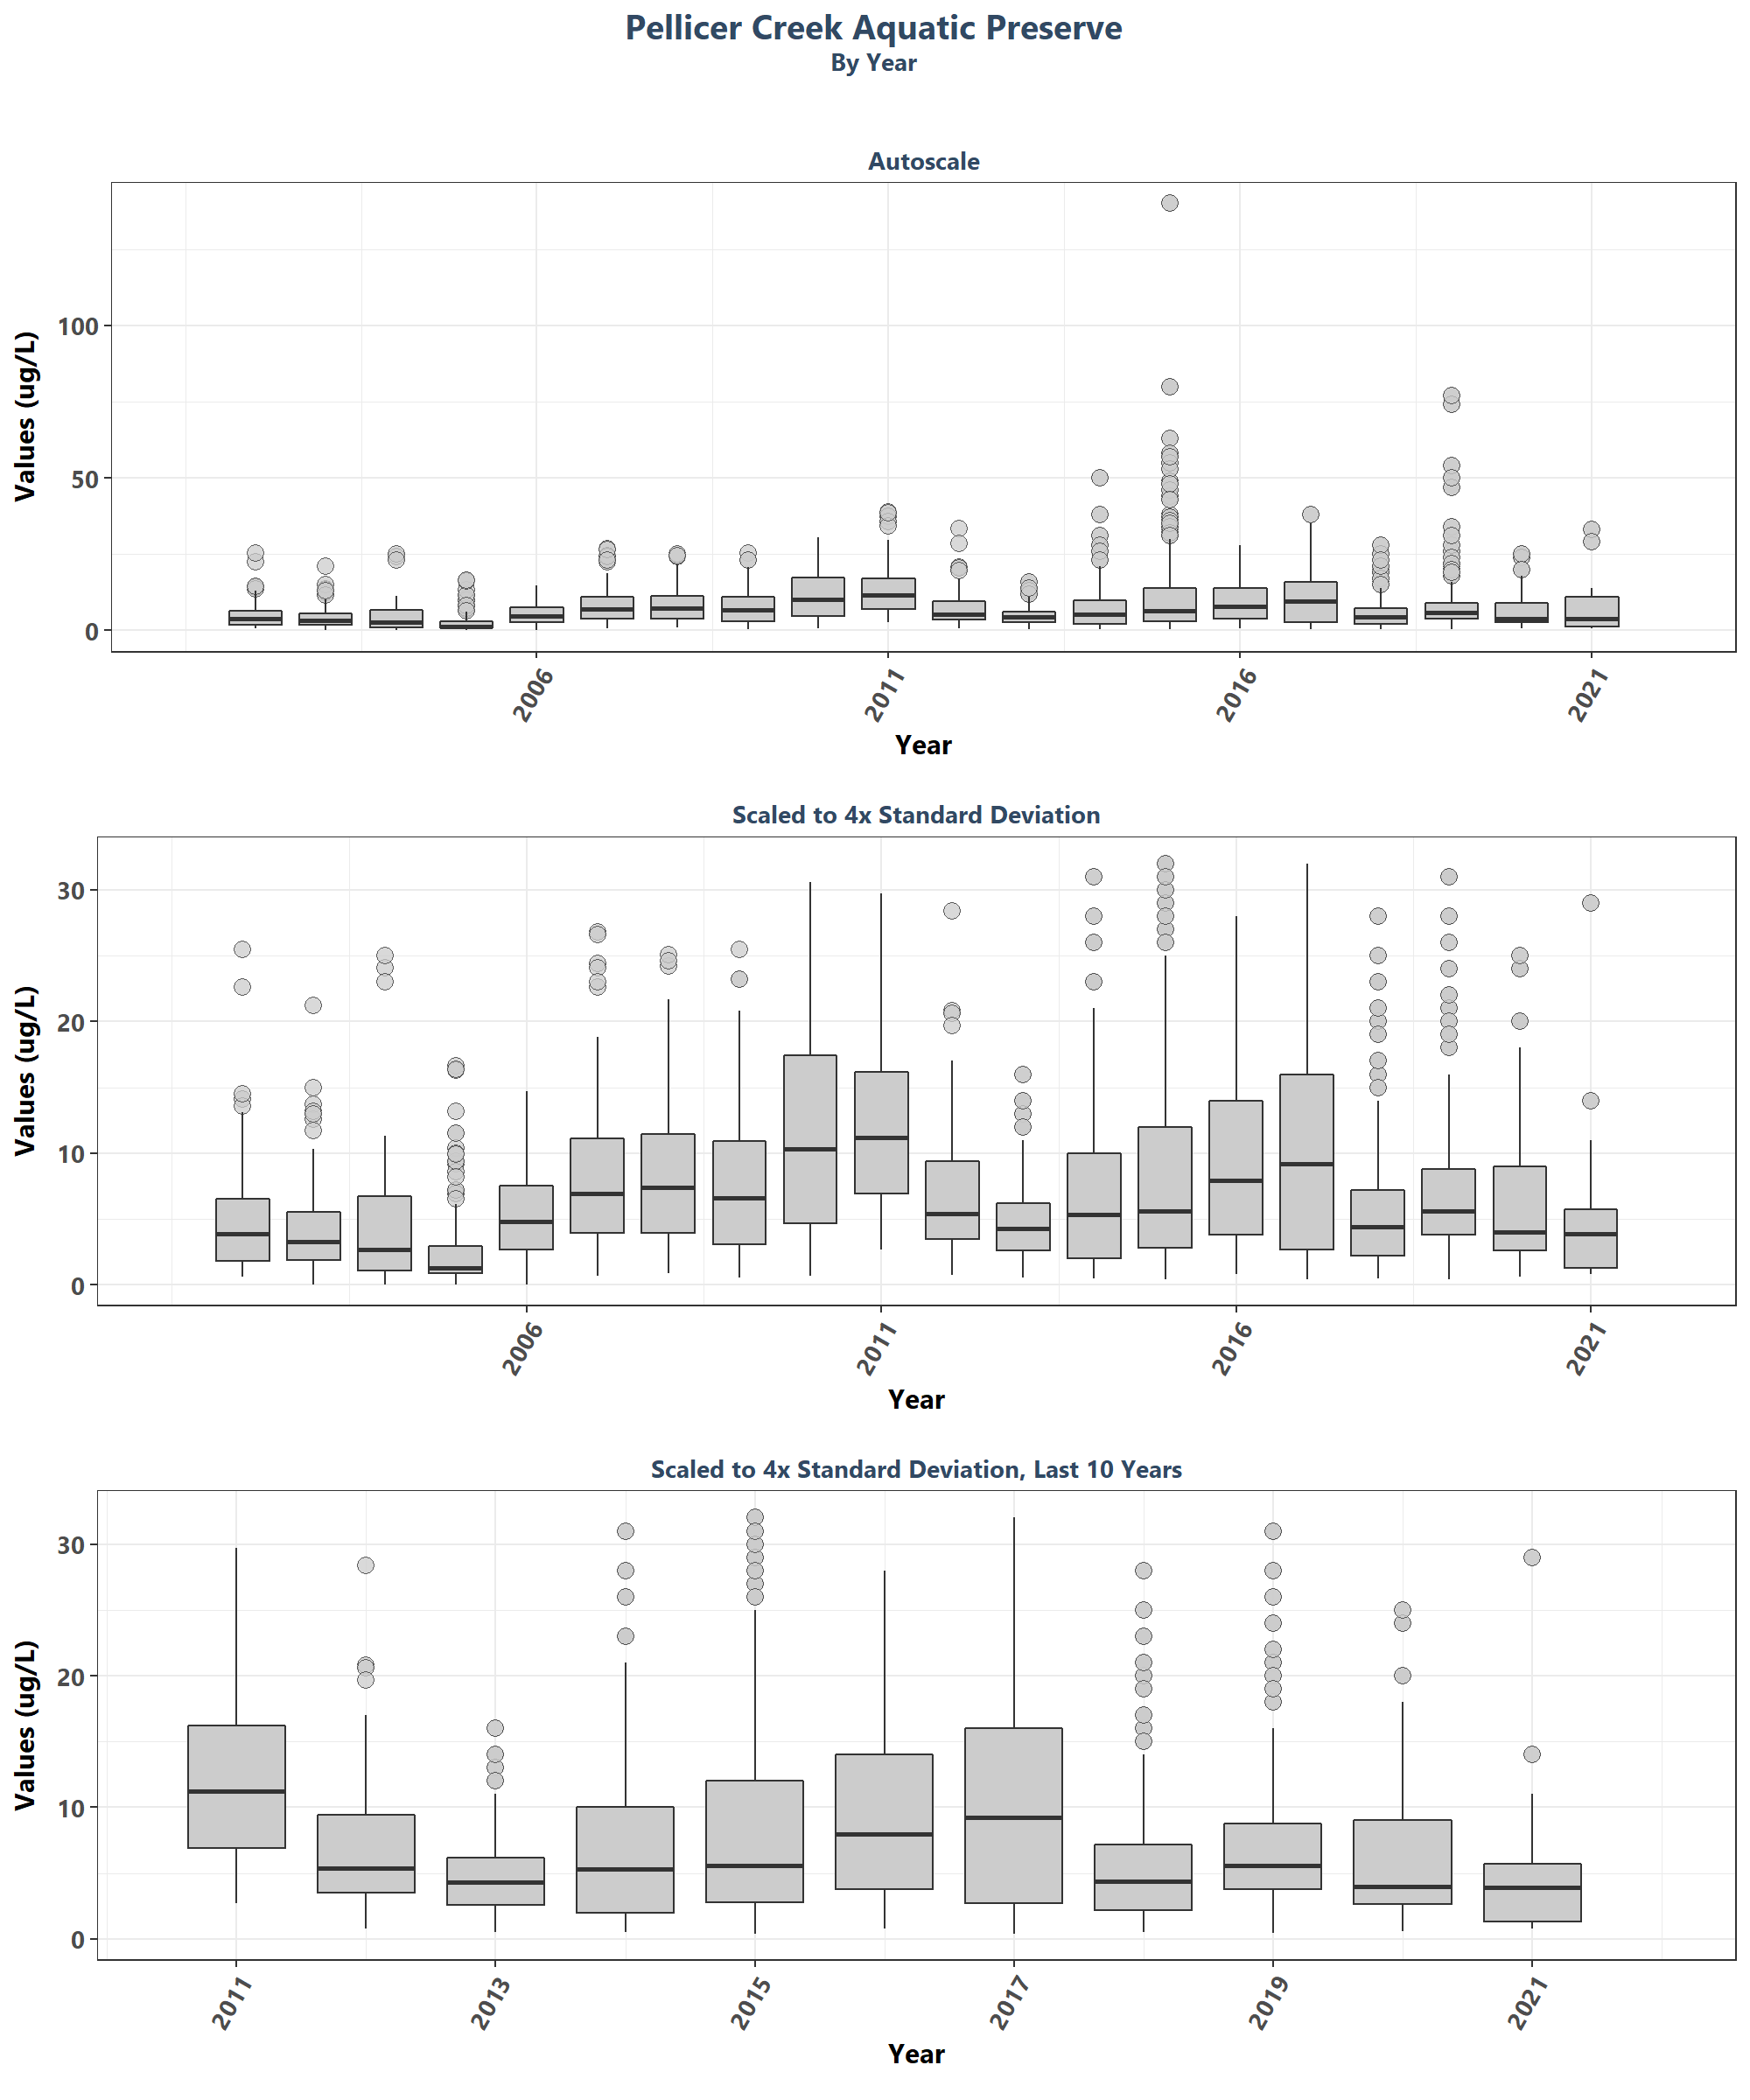 Pellicer Creek Aquatic Preserve
By Year
Autoscale
Values (ug/L)
100
50
0
2006
2011
2016
2021
Year
Scaled to 4x Standard Deviation
Values (ug/L)
30
20
10
0
2006
2011
2016
2021
Year
Scaled to 4x Standard Deviation, Last 10 Years
Values (ug/L)
30
20
10
0
2011
2013
2015
2017
2019
2021
Year